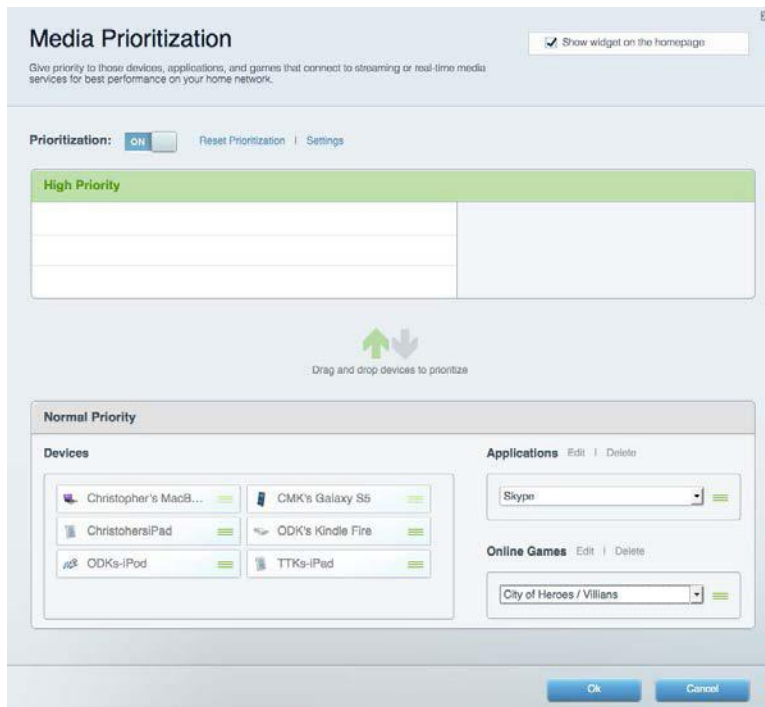 Media Prioritization
Show widget on the homepage
Give priority to those devices, applications, and games that connect to streaming or real-time media
services for best performance on your home network.
Prioritization: ON Reset Prioritization | Settings
High Priority
Drag and drop devices to prioritize
Normal Priority
Devices
Christopher's MacB...
CMK's Galaxy S5
ChristohersiPad
ODK's Kindle Fire
ODKs-iPod
TTKs-iPad
Applications Edit | Delete
Skype
Online Games Edit | Delete
City of Heroes / Villians
Ok
Cancel